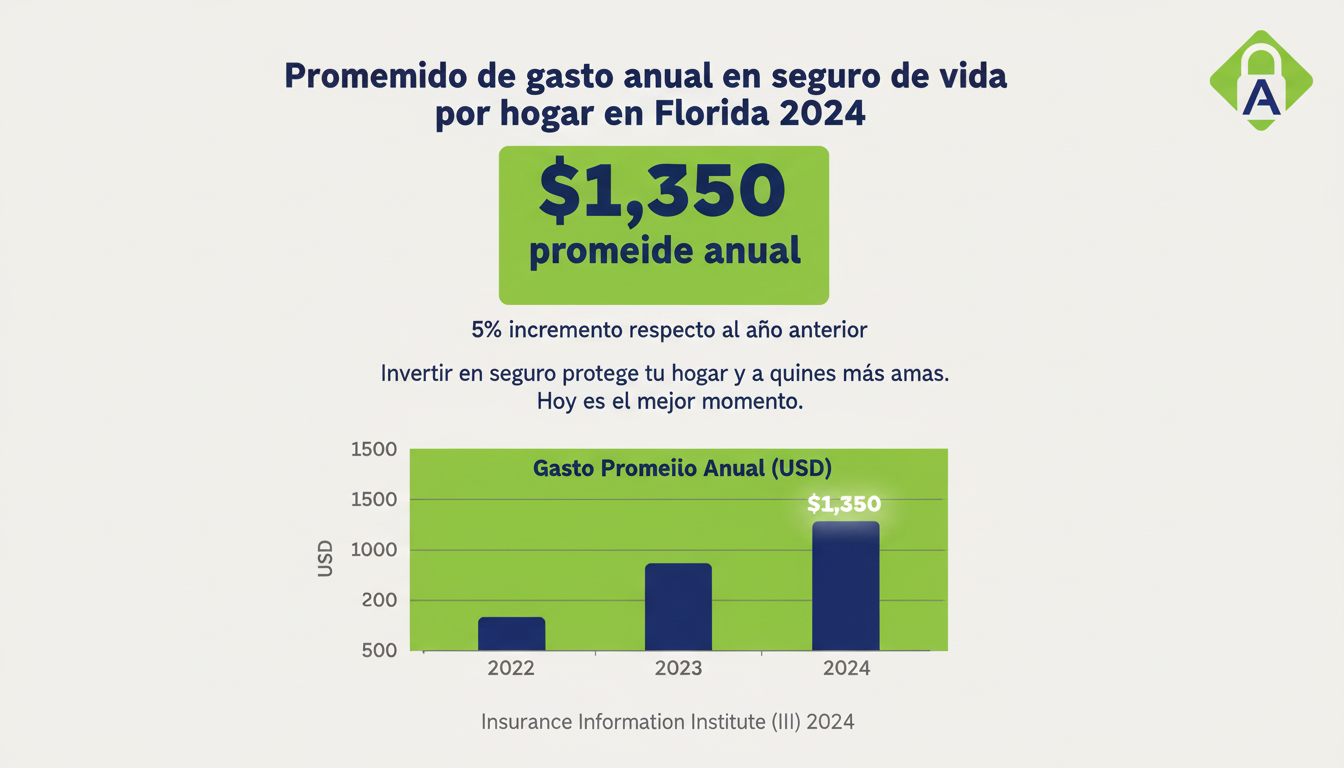 Promemido de gasto anual en seguro de vida
por hogar en Florida 2024
A
$1,350
promeide anual
5% incremento respecto al año anterior
Invertir en seguro protege tu hogar y a quines más amas.
Hoy es el mejor momento.
Gasto Promeiio Anual (USD)
1500
1500
1000
200
500
USD
$1,350
2022
2023
2024
Insurance Information Institute (III) 2024